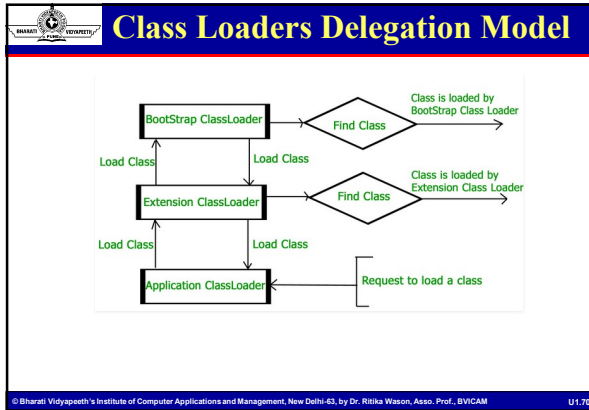 BHARATI VIDYAPEETH
PUNE
Class Loaders Delegation Model
BootStrap ClassLoader
Find Class
Class is loaded by
BootStrap Class Loader
Load Class
Load Class
Extension ClassLoader
Find Class
Class is loaded by
Extension Class Loader
Load Class
Load Class
Application ClassLoader
Request to load a class
© Bharati Vidyapeeth's Institute of Computer Applications and Management, New Delhi-63, by Dr. Ritika Wason, Asso. Prof., BVICAM U1.70